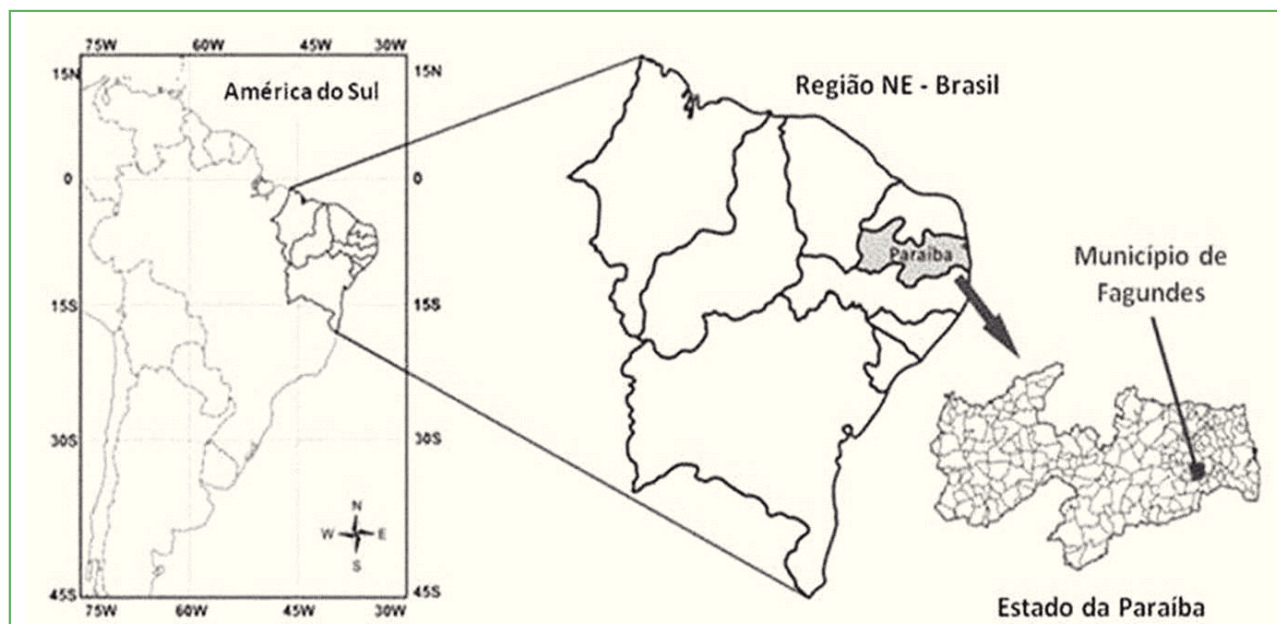 75W 60W 45W 30W
15N 15N
América do Sul
Região NE - Brasil
0 0
Paraíba
Município de
Fagundes
15S 15S
30S 30S
N
W E
S
45S 45S
75W 60W 45W 30W
Estado da Paraíba